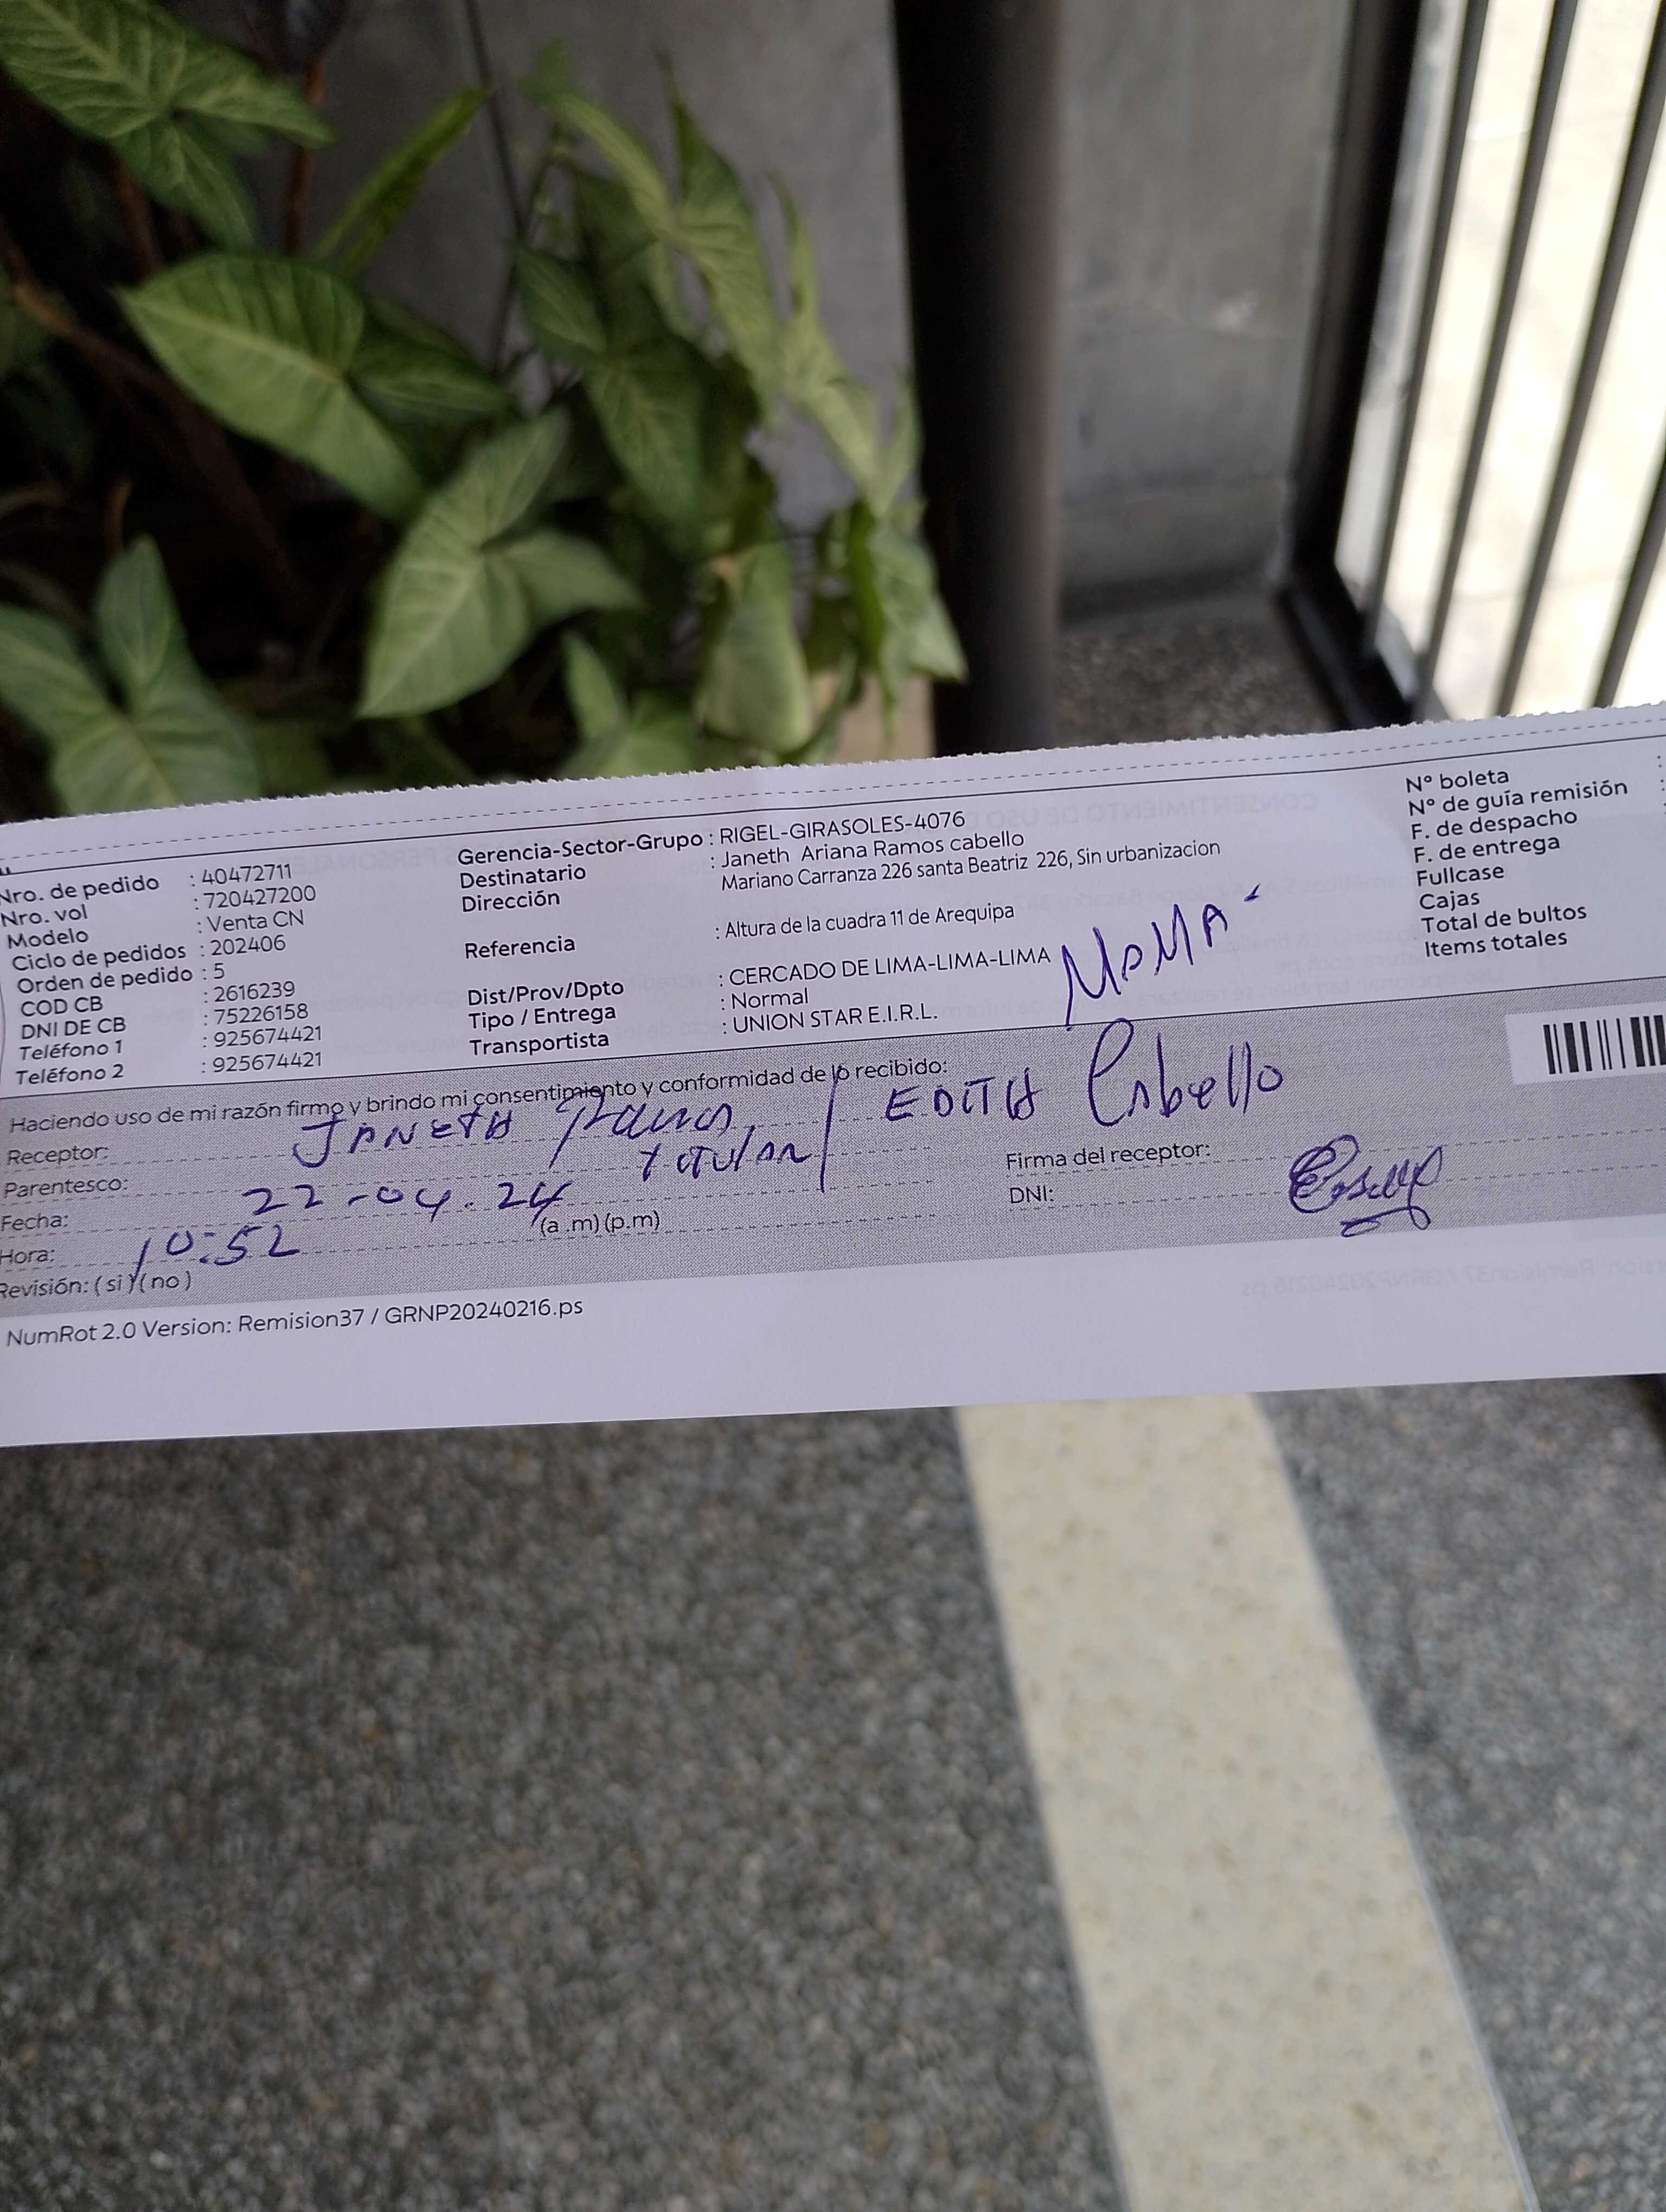 Nro. de pedido : 40472711
Nro. vol : 720427200
Modelo : Venta CN
Ciclo de pedidos : 202406
Orden de pedido : 5
COD CB : 2616239
DNI DE CB : 75226158
Teléfono 1 : 925674421
Teléfono 2 : 925674421
Gerencia-Sector-Grupo : RIGEL-GIRASOLES-4076
Destinatario : Janeth Ariana Ramos cabello
Dirección Mariano Carranza 226 santa Beatriz 226, Sin urbanizacion
Referencia : Altura de la cuadra 11 de Arequipa
Dist/Prov/Dpto : CERCADO DE LIMA-LIMA-LIMA
Tipo / Entrega : Normal
Transportista : UNION STAR E.I.R.L.
MAMA
N° boleta :
N° de guía remisión :
F. de despacho
F. de entrega
Fullcase
Cajas
Total de bultos
Items totales
Haciendo uso de mi razón firmo y brindo mi consentimiento y conformidad de lo recibido:
Receptor: JANETH Ramos / EDITH Cabello
Parentesco: titular
Fecha: 22-04.24
Hora: 10:52 (a .m) (p.m)
Revisión: ( si ) ( no )
Firma del receptor:
DNI:
NumRot 2.0 Version: Remision37 / GRNP20240216.ps